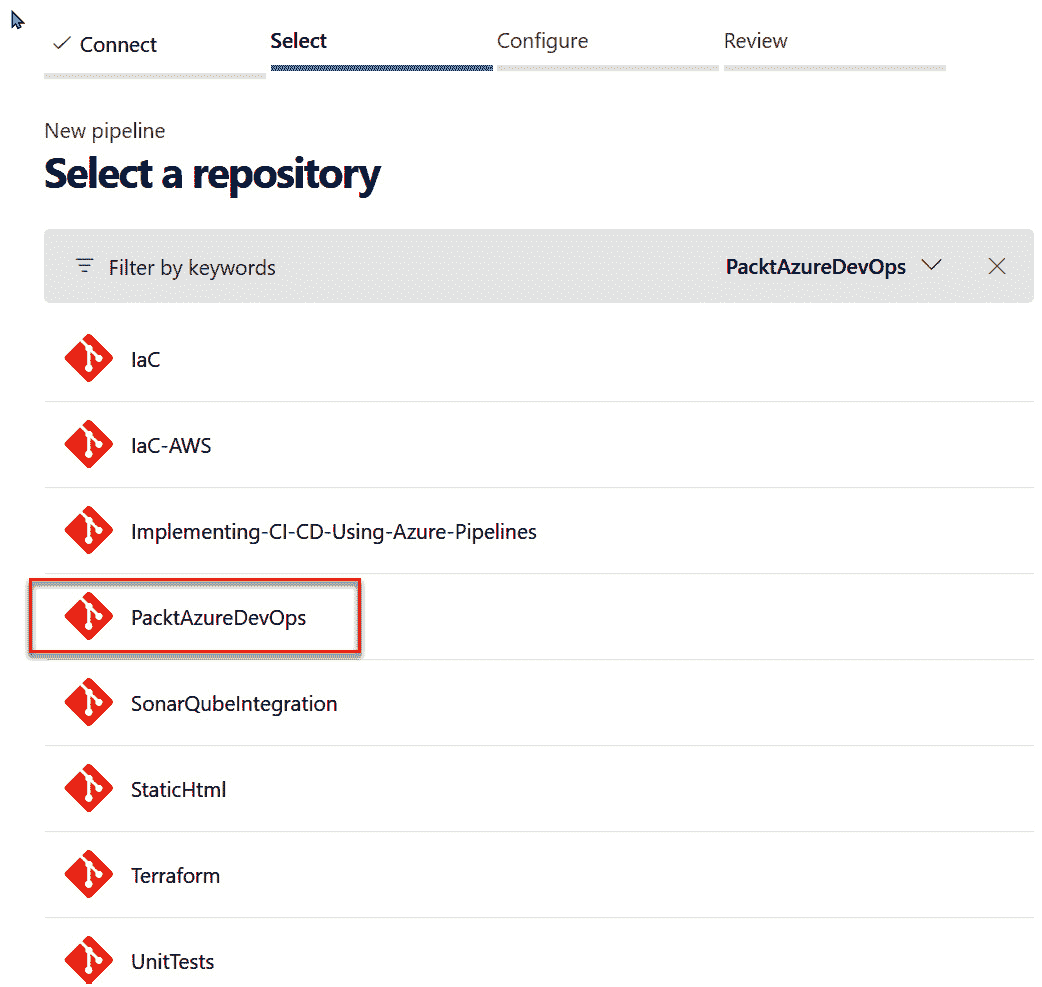 Connect
Select
Configure
Review
New pipeline
Select a repository
Filter by keywords
PacktAzureDevOps
IaC
IaC-AWS
Implementing-CI-CD-Using-Azure-Pipelines
PacktAzureDevOps
SonarQubeIntegration
StaticHtml
Terraform
UnitTests